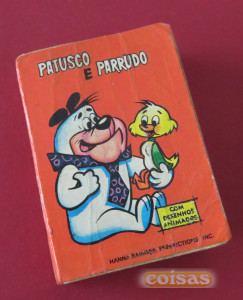 PATUSCO
E PARRUDO
COM
DESENHOS
ANIMADOS
HANNA BARBERA PRODUCTIONS INC.
coisas